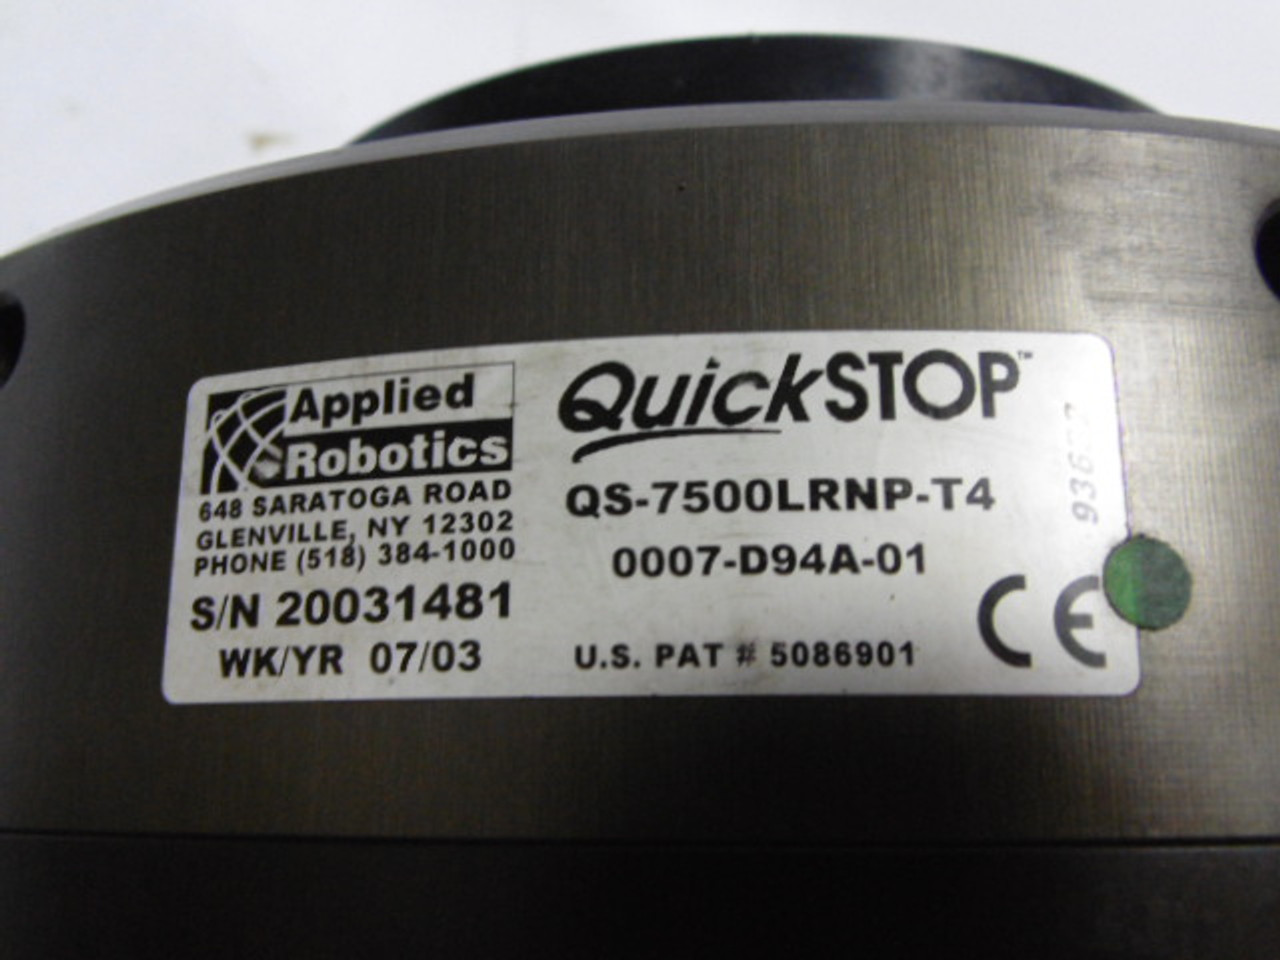 Applied
Robotics
648 SARATOGA ROAD
GLENVILLE, NY 12302
PHONE (518) 384-1000
S/N 20031481
WK/YR 07/03
QuickSTOP™
QS-7500LRNP-T4
0007-D94A-01
U.S. PAT # 5086901
CE